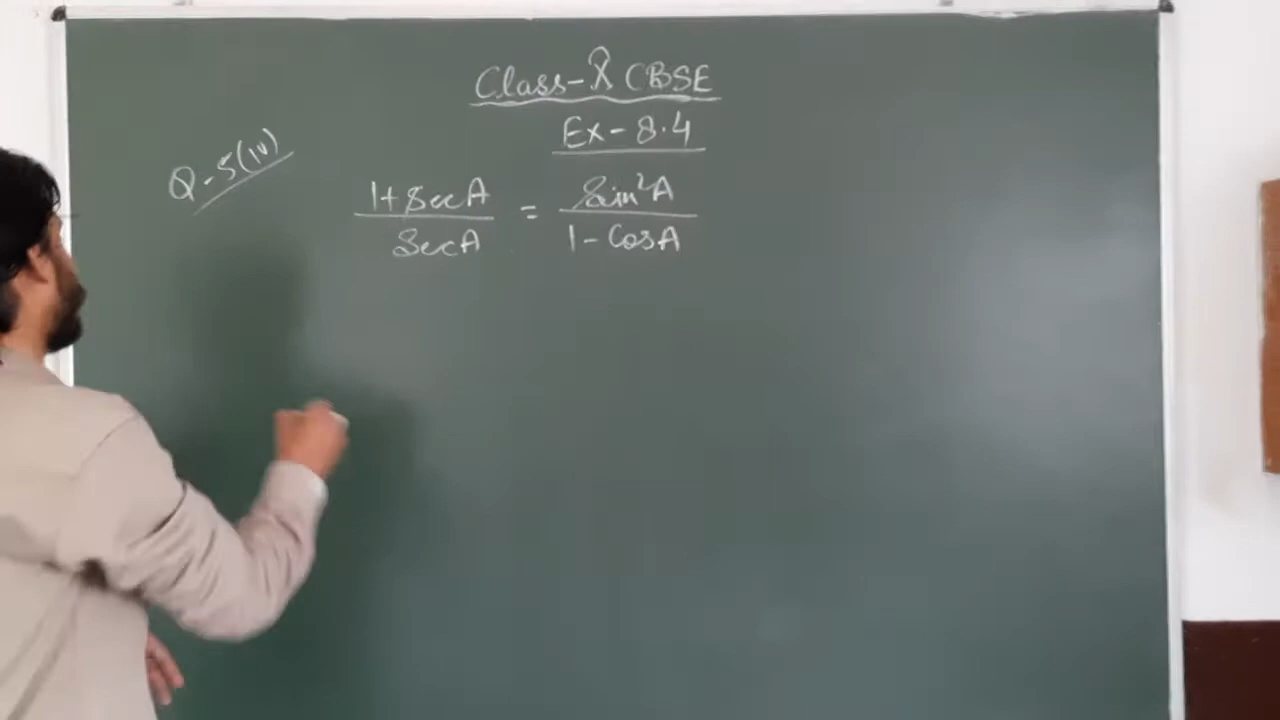 Class-X CBSE
Ex-8.4
Q-5(iv)
1+SecA / SecA = Sin²A / 1-CosA